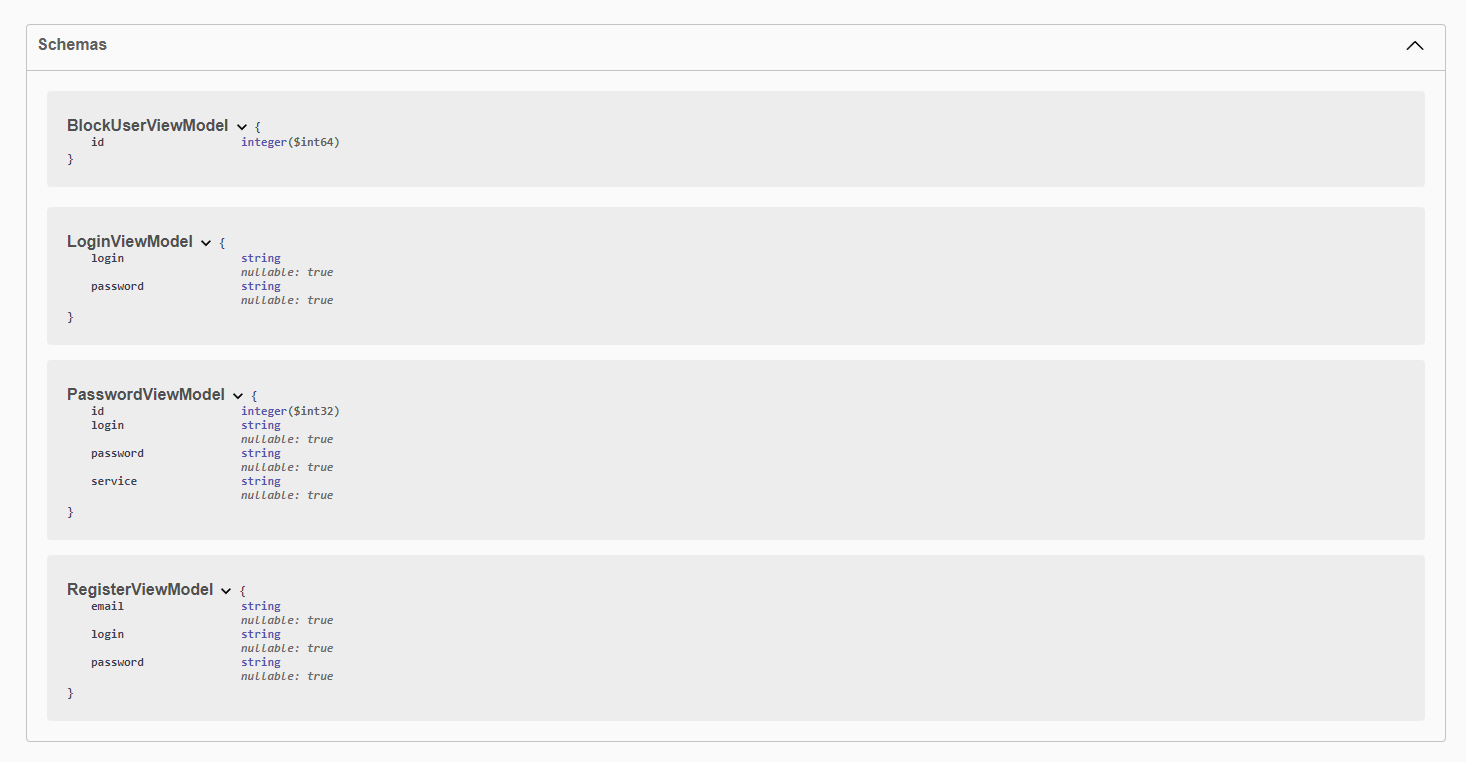 Schemas
BlockUserViewModel {
id integer($int64)
}
LoginViewModel {
login string
nullable: true
password string
nullable: true
}
PasswordViewModel {
id integer($int32)
login string
nullable: true
password string
nullable: true
service string
nullable: true
}
RegisterViewModel {
email string
nullable: true
login string
nullable: true
password string
nullable: true
}